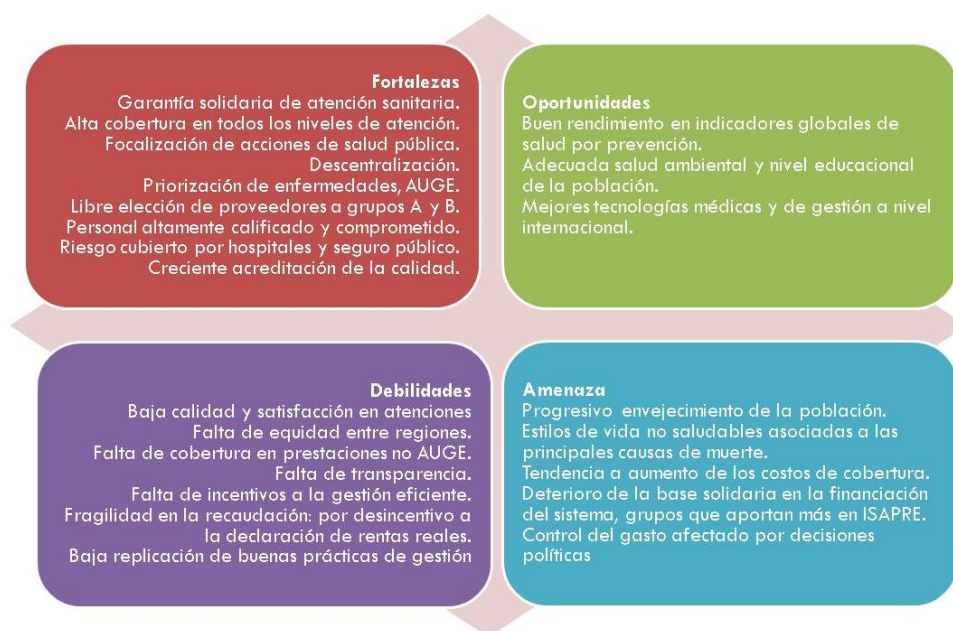 Fortalezas
Garantía solidaria de atención sanitaria.
Alta cobertura en todos los niveles de atención.
Focalización de acciones de salud pública.
Descentralización.
Priorización de enfermedades, AUGE.
Libre elección de proveedores a grupos A y B.
Personal altamente calificado y comprometido.
Riesgo cubierto por hospitales y seguro público.
Creciente acreditación de la calidad.
Oportunidades
Buen rendimiento en indicadores globales de
salud por prevención.
Adecuada salud ambiental y nivel educacional
de la población.
Mejores tecnologías médicas y de gestión a nivel
internacional.
Debilidades
Baja calidad y satisfacción en atenciones
Falta de equidad entre regiones.
Falta de cobertura en prestaciones no AUGE.
Falta de transparencia.
Falta de incentivos a la gestión eficiente.
Fragilidad en la recaudación: por desincentivo a
la declaración de rentas reales.
Baja replicación de buenas prácticas de gestión
Amenaza
Progresivo envejecimiento de la población.
Estilos de vida no saludables asociadas a las
principales causas de muerte.
Tendencia a aumento de los costos de cobertura.
Deterioro de la base solidaria en la financiación
del sistema, grupos que aportan más en ISAPRE.
Control del gasto afectado por decisiones
políticas